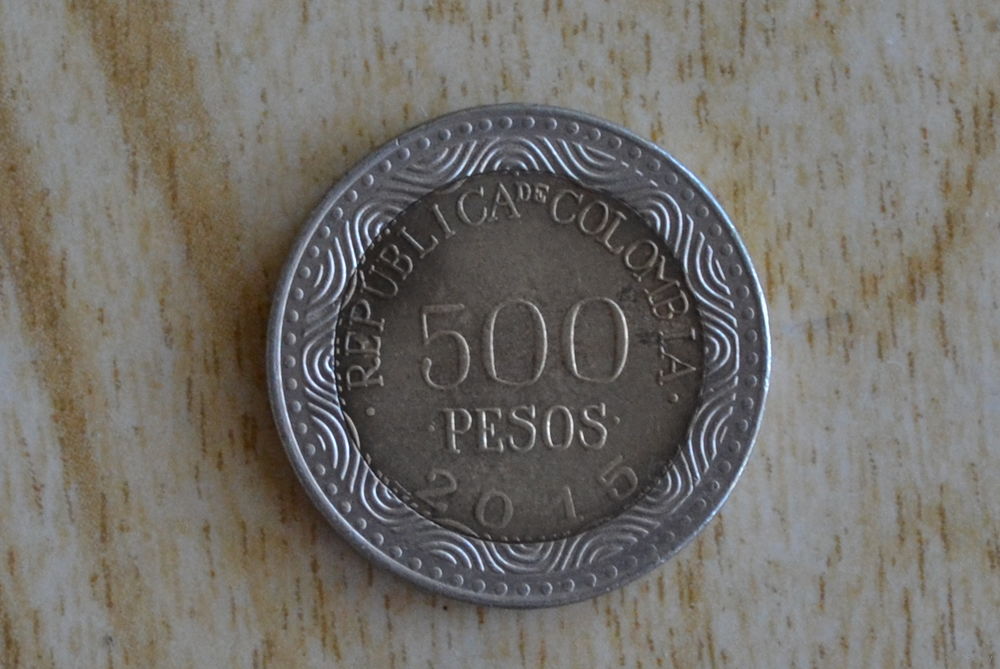 REPUBLICA DE COLOMBIA
500
PESOS
2015